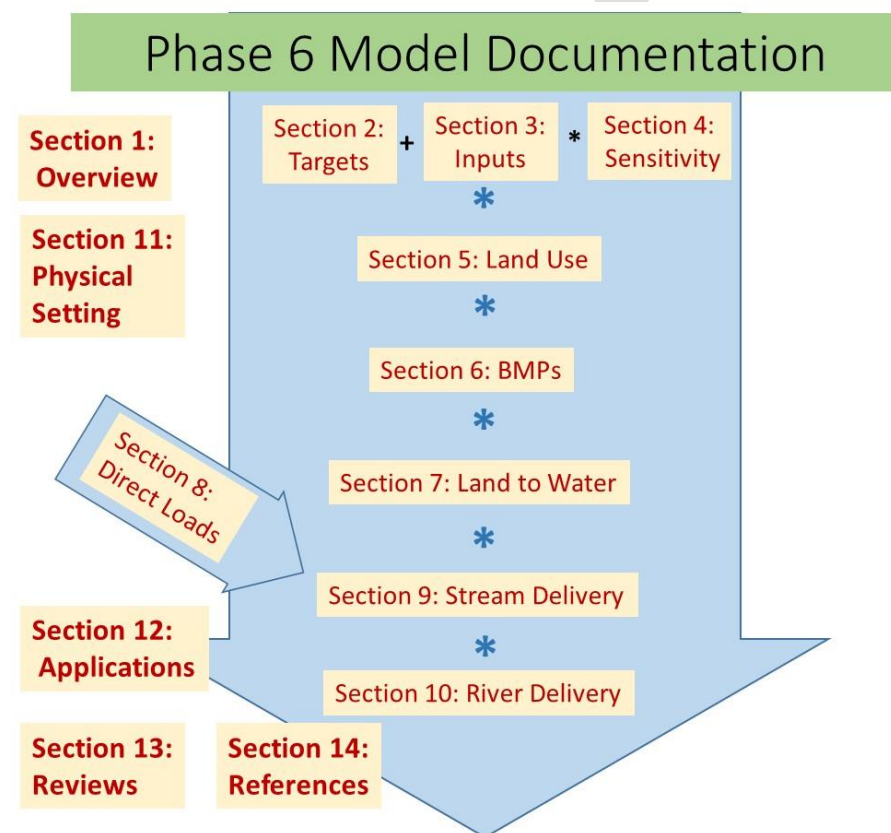 Phase 6 Model Documentation
Section 1:
Overview
Section 2:
Targets
+
Section 3:
Inputs
*
Section 4:
Sensitivity
*
Section 11:
Physical
Setting
Section 5: Land Use
*
Section 6: BMPs
*
Section 8:
Direct Loads
Section 7: Land to Water
*
Section 9: Stream Delivery
*
Section 12:
Applications
Section 10: River Delivery
Section 13:
Reviews
Section 14:
References